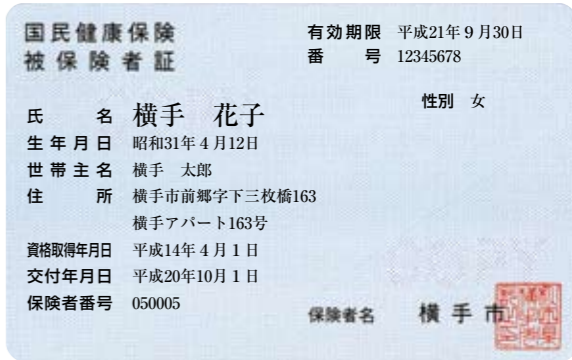 国民健康保険
被保険者証
有効期限 平成21年9月30日
番号 12345678
性別 女
氏名 横手 花子
生年月日 昭和31年4月12日
世帯主名 横手 太郎
住所 横手市前郷字下三枚橋163
横手アパート163号
資格取得年月日 平成14年4月1日
交付年月日 平成20年10月1日
保険者番号 050005
保険者名 横手市